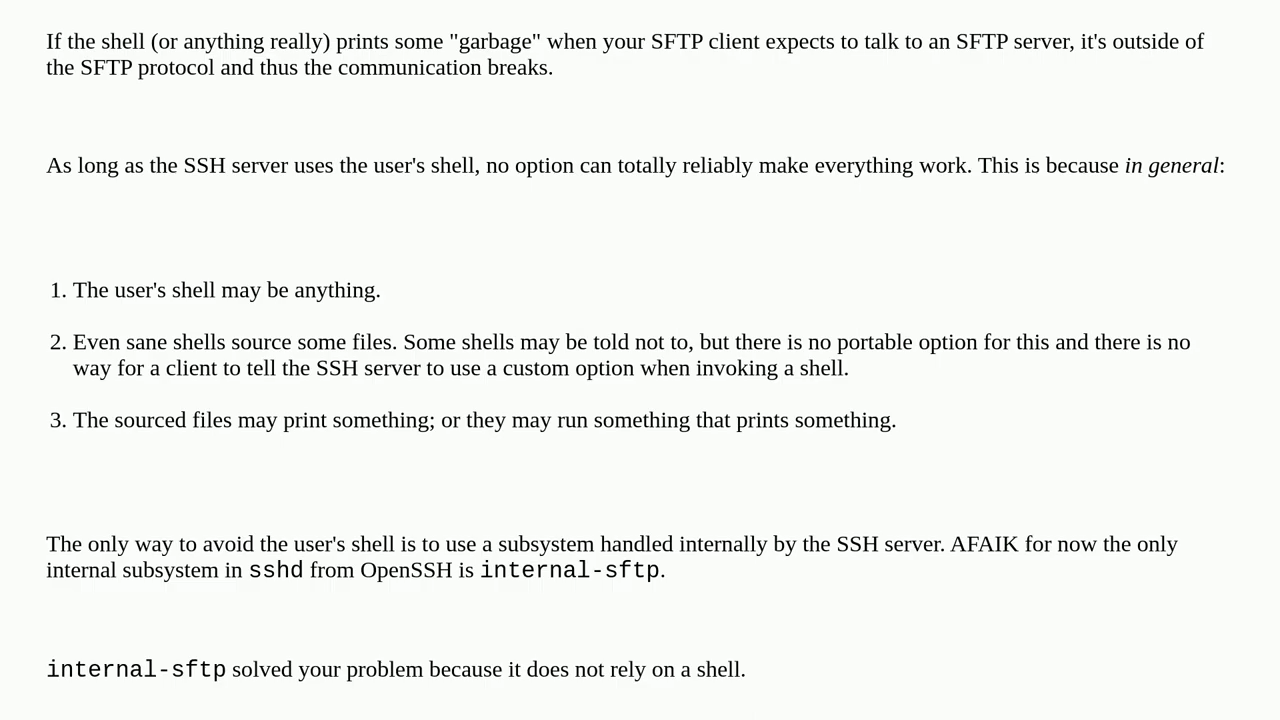 If the shell (or anything really) prints some "garbage" when your SFTP client expects to talk to an SFTP server, it's outside of
the SFTP protocol and thus the communication breaks.
As long as the SSH server uses the user's shell, no option can totally reliably make everything work. This is because in general:
1. The user's shell may be anything.
2. Even sane shells source some files. Some shells may be told not to, but there is no portable option for this and there is no
way for a client to tell the SSH server to use a custom option when invoking a shell.
3. The sourced files may print something; or they may run something that prints something.
The only way to avoid the user's shell is to use a subsystem handled internally by the SSH server. AFAIK for now the only
internal subsystem in sshd from OpenSSH is internal-sftp.
internal-sftp solved your problem because it does not rely on a shell.